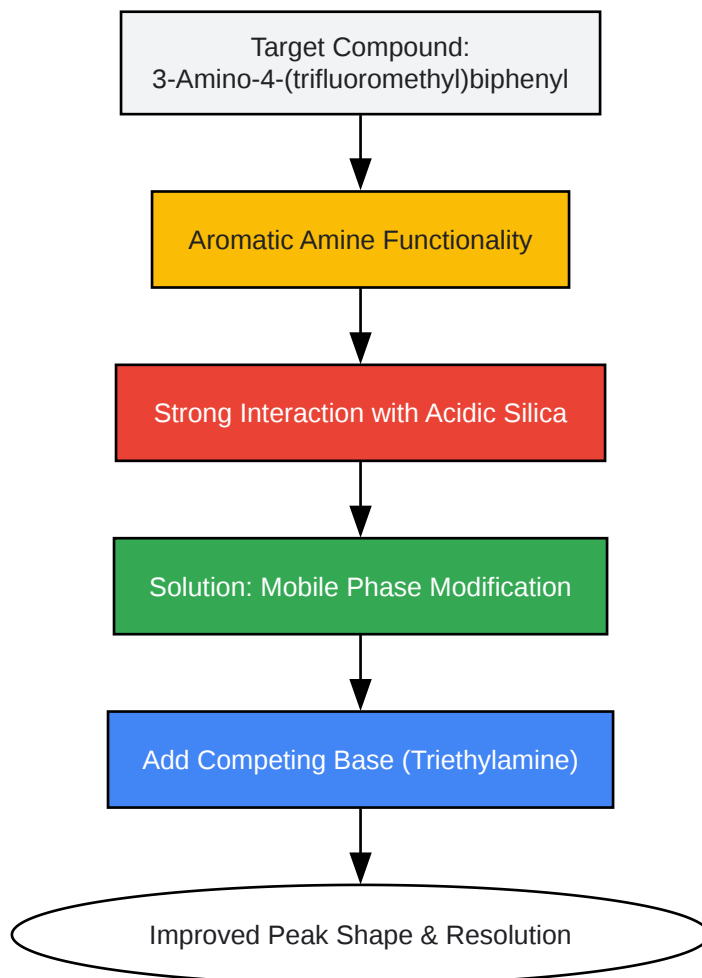 Target Compound:
3-Amino-4-(trifluoromethyl)biphenyl
Aromatic Amine Functionality
Strong Interaction with Acidic Silica
Solution: Mobile Phase Modification
Add Competing Base (Triethylamine)
Improved Peak Shape & Resolution